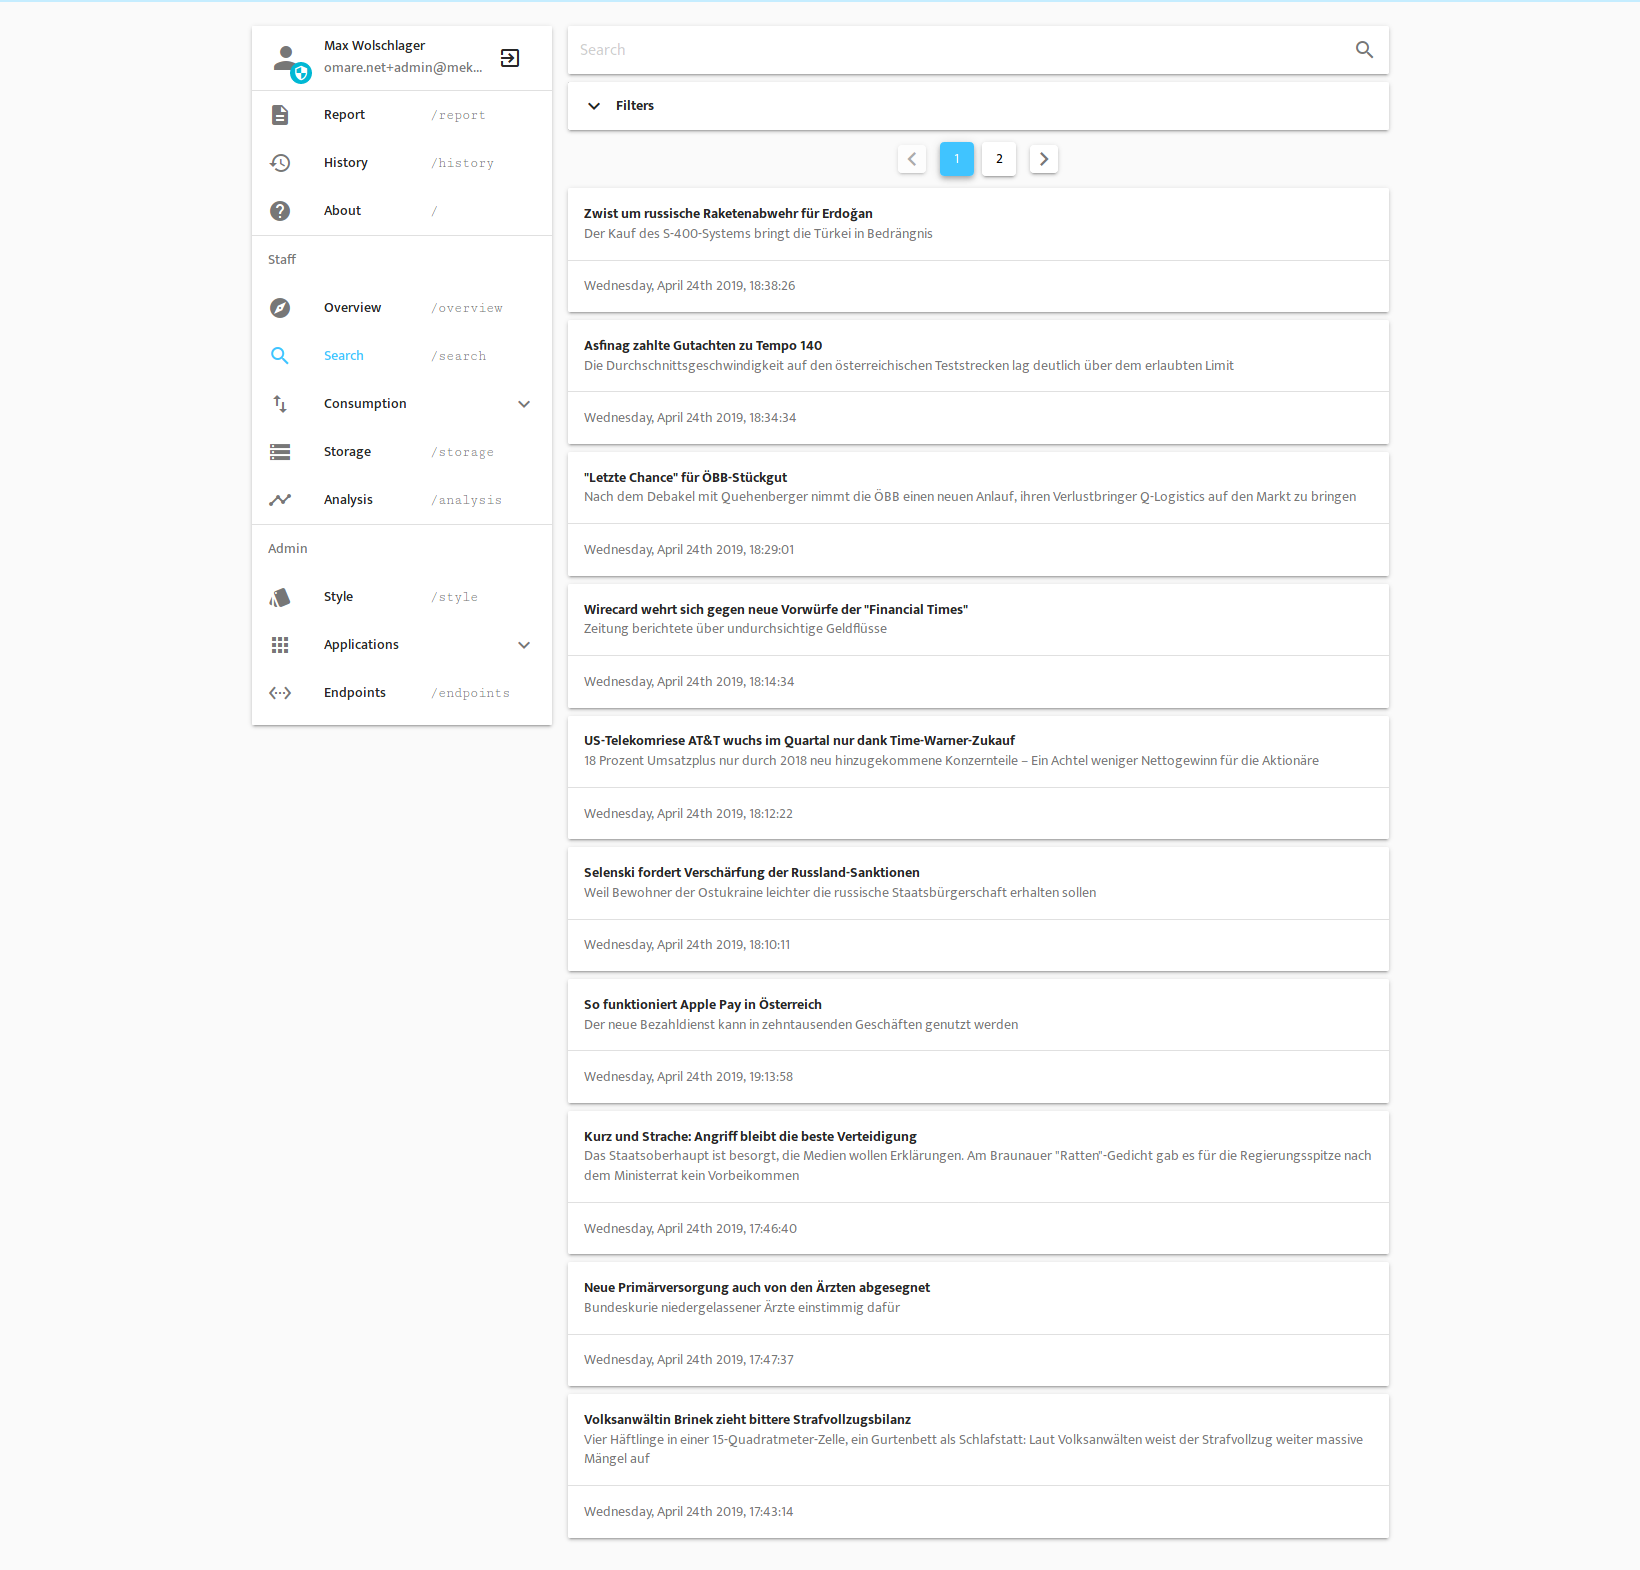 Max Wolschlager
omare.net+admin@mek...
Report /report
History /history
About /
Staff
Overview /overview
Search /search
Consumption
Storage /storage
Analysis /analysis
Admin
Style /style
Applications
Endpoints /endpoints
Search
Filters
1 2
Zwist um russische Raketenabwehr für Erdoğan
Der Kauf des S-400-Systems bringt die Türkei in Bedrängnis
Wednesday, April 24th 2019, 18:38:26
Asfinag zahlte Gutachten zu Tempo 140
Die Durchschnittsgeschwindigkeit auf den österreichischen Teststrecken lag deutlich über dem erlaubten Limit
Wednesday, April 24th 2019, 18:34:34
"Letzte Chance" für ÖBB-Stückgut
Nach dem Debakel mit Quehenberger nimmt die ÖBB einen neuen Anlauf, ihren Verlustbringer Q-Logistics auf den Markt zu bringen
Wednesday, April 24th 2019, 18:29:01
Wirecard wehrt sich gegen neue Vorwürfe der "Financial Times"
Zeitung berichtete über undurchsichtige Geldflüsse
Wednesday, April 24th 2019, 18:14:34
US-Telekomriese AT&T wuchs im Quartal nur dank Time-Warner-Zukauf
18 Prozent Umsatzplus nur durch 2018 neu hinzugekommene Konzernteile – Ein Achtel weniger Nettogewinn für die Aktionäre
Wednesday, April 24th 2019, 18:12:22
Selenski fordert Verschärfung der Russland-Sanktionen
Weil Bewohner der Ostukraine leichter die russische Staatsbürgerschaft erhalten sollen
Wednesday, April 24th 2019, 18:10:11
So funktioniert Apple Pay in Österreich
Der neue Bezahldienst kann in zehntausenden Geschäften genutzt werden
Wednesday, April 24th 2019, 19:13:58
Kurz und Strache: Angriff bleibt die beste Verteidigung
Das Staatsoberhaupt ist besorgt, die Medien wollen Erklärungen. Am Braunauer "Ratten"-Gedicht gab es für die Regierungsspitze nach
dem Ministerrat kein Vorbeikommen
Wednesday, April 24th 2019, 17:46:40
Neue Primärversorgung auch von den Ärzten abgesegnet
Bundeskurie niedergelassener Ärzte einstimmig dafür
Wednesday, April 24th 2019, 17:47:37
Volksanwältin Brinek zieht bittere Strafvollzugsbilanz
Vier Häftlinge in einer 15-Quadratmeter-Zelle, ein Gurtenbett als Schlafstatt: Laut Volksanwälten weist der Strafvollzug weiter massive
Mängel auf
Wednesday, April 24th 2019, 17:43:14